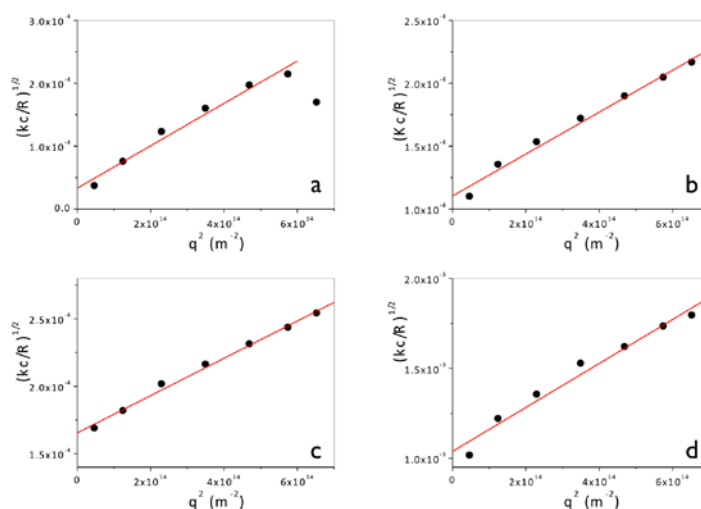 3.0x10⁻⁴
2.0x10⁻⁴
1.0x10⁻⁴
0.0
(kc/R)^1/2
a
0 2x10¹⁴ 4x10¹⁴ 6x10¹⁴
q² (m⁻²)
2.5x10⁻⁴
2.0x10⁻⁴
1.5x10⁻⁴
1.0x10⁻⁴
(Kc/R)^1/2
b
0 2x10¹⁴ 4x10¹⁴ 6x10¹⁴
q² (m⁻²)
2.5x10⁻⁴
2.0x10⁻⁴
1.5x10⁻⁴
(kc/R)^1/2
c
0 2x10¹⁴ 4x10¹⁴ 6x10¹⁴
q² (m⁻²)
2.0x10⁻³
1.5x10⁻³
1.0x10⁻³
(kc/R)^1/2
d
0 2x10¹⁴ 4x10¹⁴ 6x10¹⁴
q² (m⁻²)